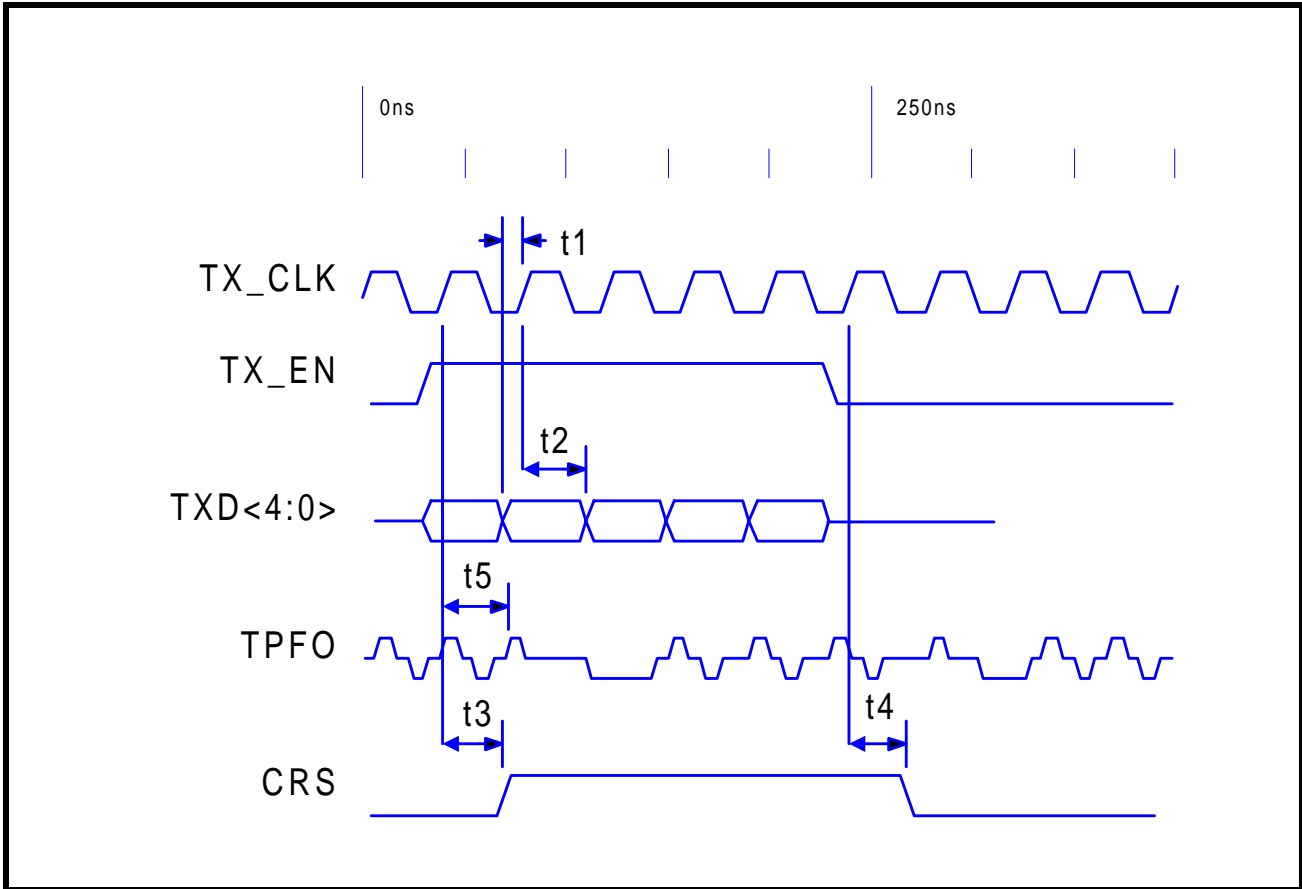 0ns 250ns
t1
TX_CLK
TX_EN
t2
TXD<4:0>
t5
TPFO
t3 t4
CRS